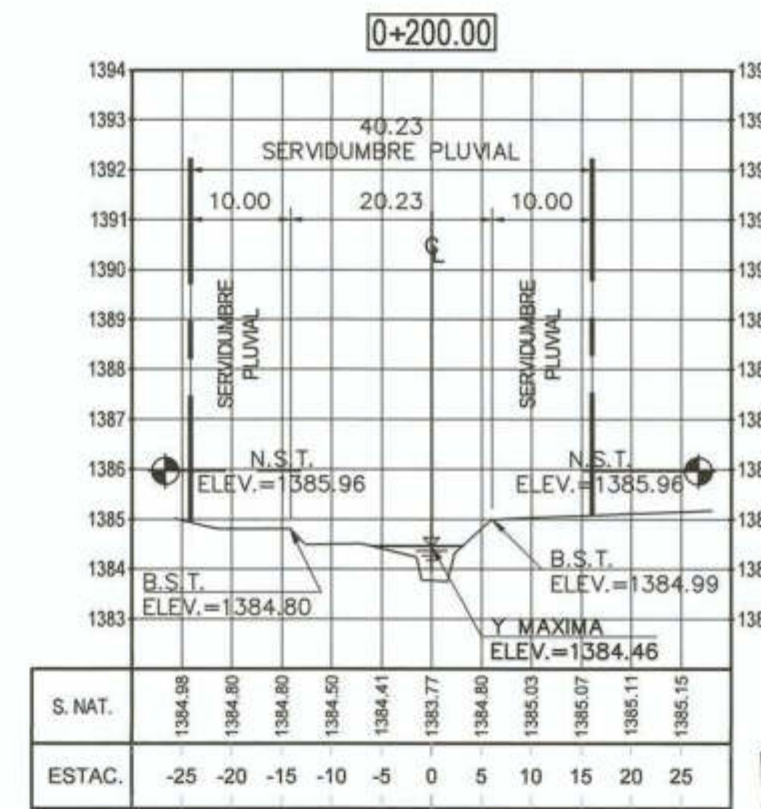 0+200.00
1394
1393
1392
1391
1390
1389
1388
1387
1386
1385
1384
1383
40.23
SERVIDUMBRE PLUVIAL
10.00 20.23 10.00
CL
SERVIDUMBRE
PLUVIAL
SERVIDUMBRE
PLUVIAL
N.S.T.
ELEV.=1385.96
N.S.T.
ELEV.=1385.96
B.S.T.
ELEV.=1384.80
B.S.T.
ELEV.=1384.99
Y MAXIMA
ELEV.=1384.46
S. NAT. 1384.98 1384.80 1384.80 1384.50 1384.41 1383.77 1384.80 1385.03 1385.07 1385.11 1385.15
ESTAC. -25 -20 -15 -10 -5 0 5 10 15 20 25